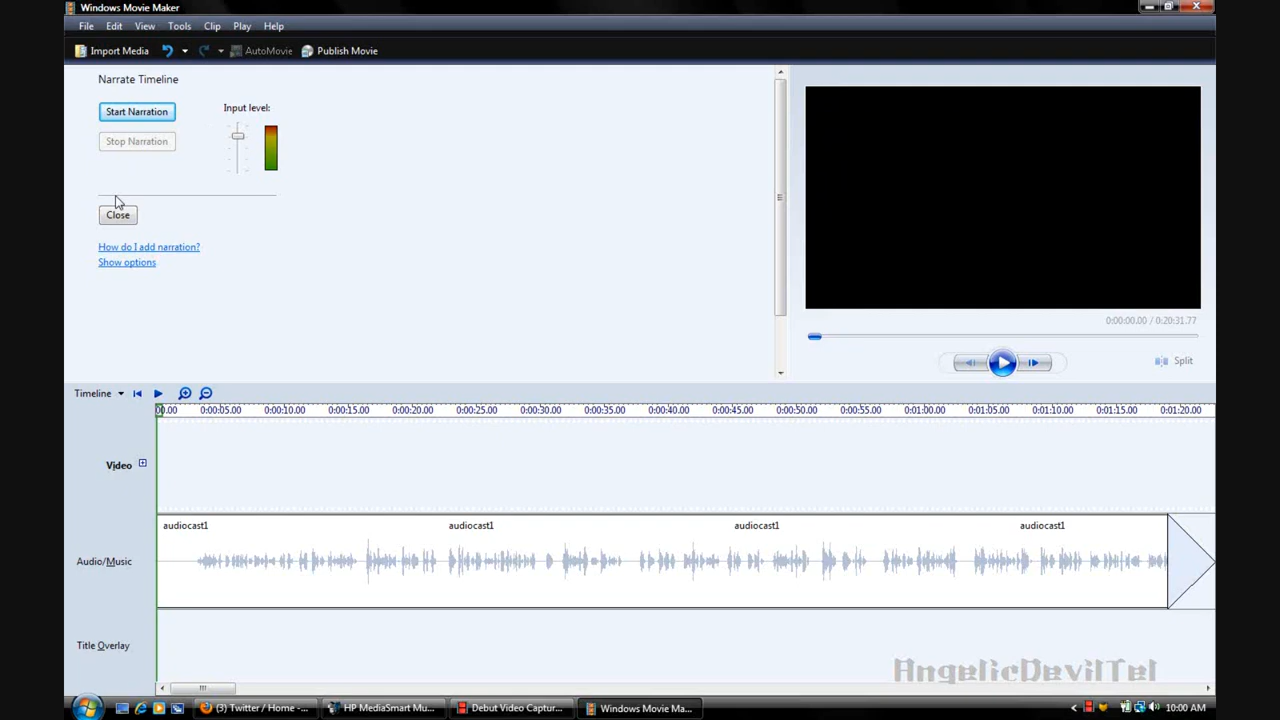 Windows Movie Maker
File Edit View Tools Clip Play Help
Import Media AutoMovie Publish Movie
Narrate Timeline
Start Narration
Input level:
Stop Narration
Close
How do I add narration?
Show options
0:00:00.00 / 0:20:31.77
Split
Timeline
00.00 0:00:05.00 0:00:10.00 0:00:15.00 0:00:20.00 0:00:25.00 0:00:30.00 0:00:35.00 0:00:40.00 0:00:45.00 0:00:50.00 0:00:55.00 0:01:00.00 0:01:05.00 0:01:10.00 0:01:15.00 0:01:20.00
Video
audiocast1 audiocast1 audiocast1 audiocast1
Audio/Music
Title Overlay
AngelicDevilTel
(3) Twitter / Home -... HP MediaSmart Mu... Debut Video Captur... Windows Movie Ma... 10:00 AM